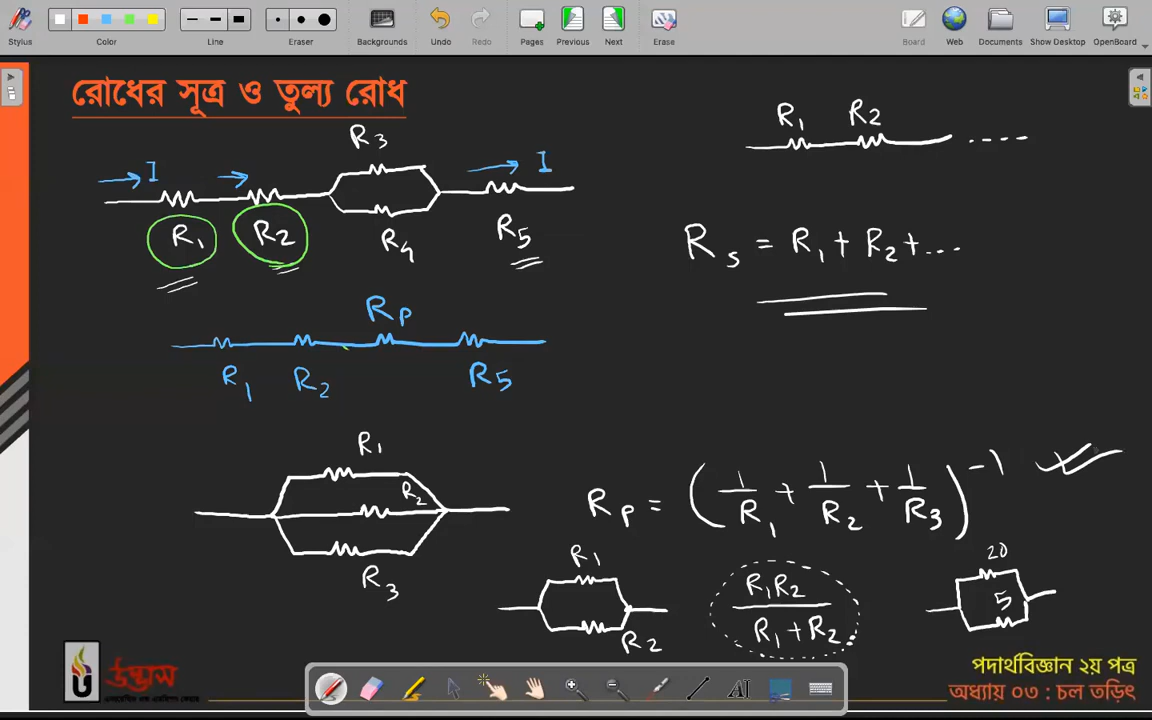 Stylus
Color
Line
Eraser
Backgrounds
Undo
Redo
Pages
Previous
Next
Erase
Board
Web
Documents
Show Desktop
OpenBoard
রোধের সূত্র ও তুল্য রোধ
R₁ R₂ ....
R₃
I I
R₁ R₂ R₄ R₅
Rₛ = R₁ + R₂ + ...
Rₚ
R₁ R₂ R₅
R₁
R₂
R₃
Rₚ = (1/R₁ + 1/R₂ + 1/R₃)⁻¹
R₁
R₂
R₁R₂
R₁ + R₂
20
5
উদ্ভাস
পদার্থবিজ্ঞান ২য় পত্র
অধ্যায় ০৩ : চল তড়িৎ